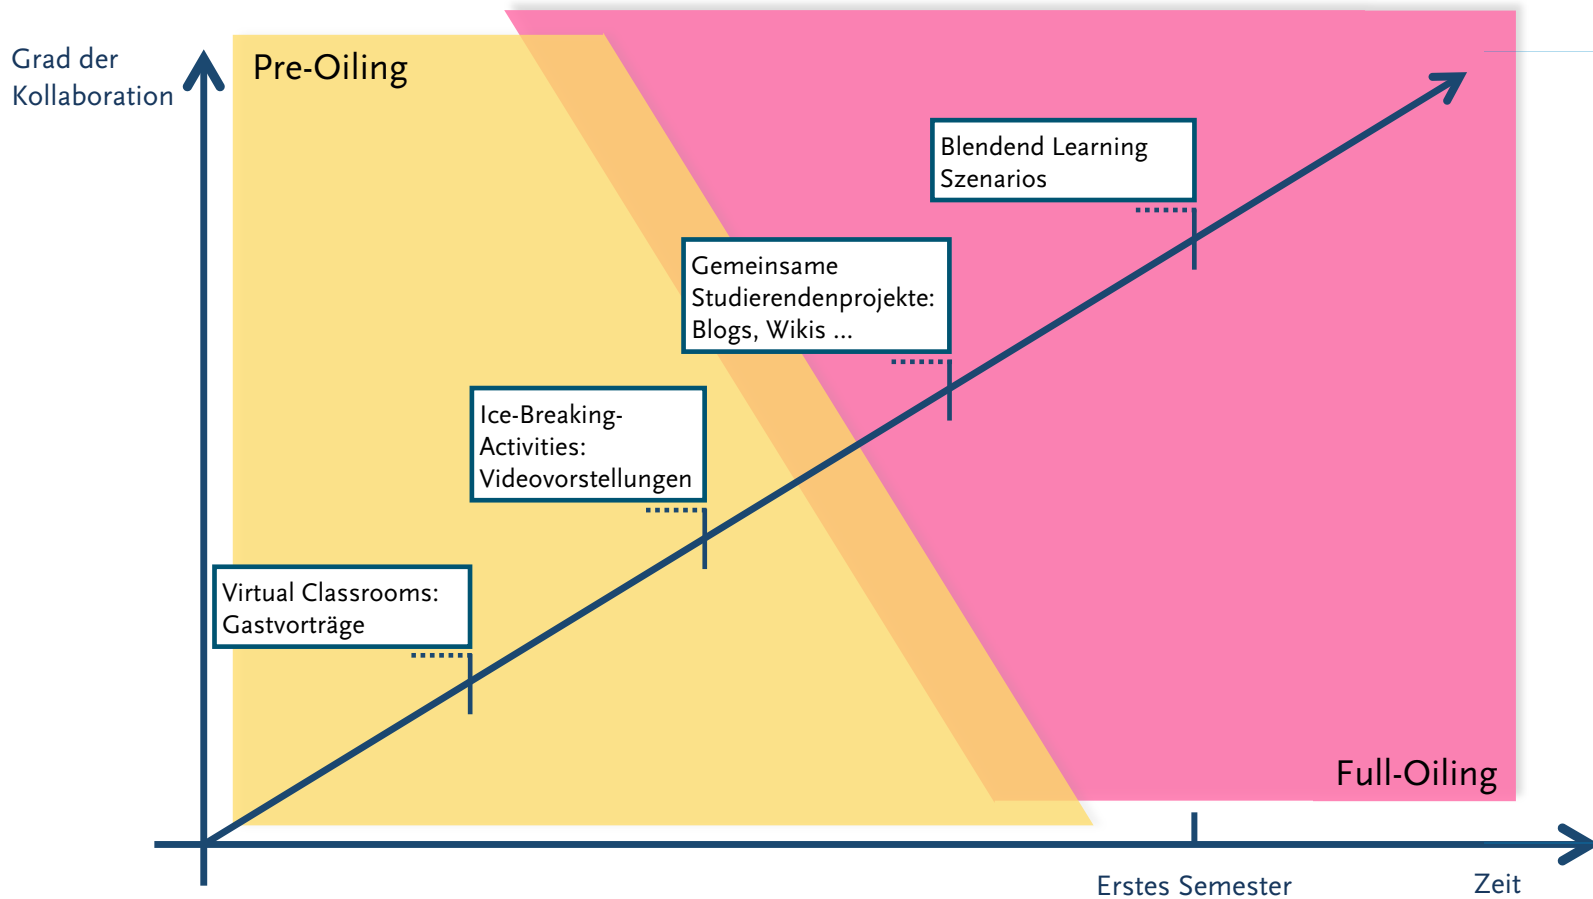 Grad der
Kollaboration
Pre-Oiling
Blendend Learning
Szenarios
Gemeinsame
Studierendenprojekte:
Blogs, Wikis ...
Ice-Breaking-
Activities:
Videovorstellungen
Virtual Classrooms:
Gastvorträge
Full-Oiling
Erstes Semester
Zeit